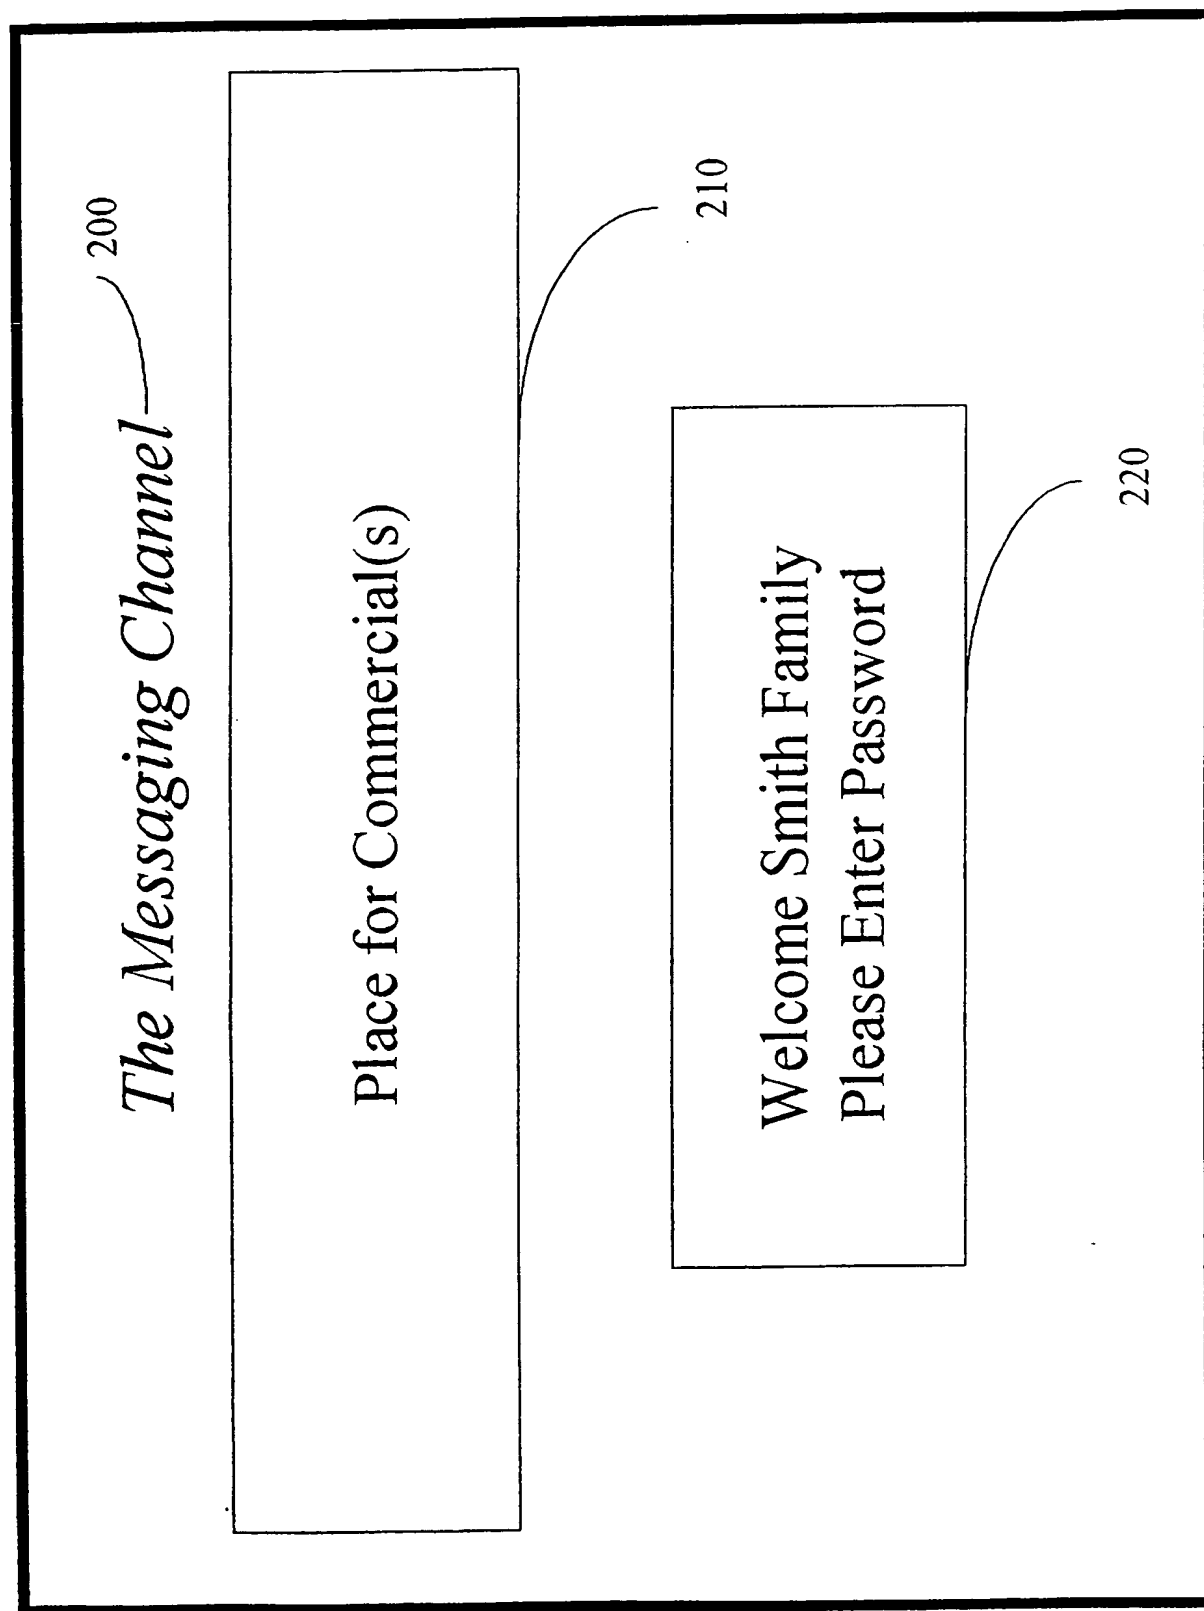 The Messaging Channel
200
Place for Commercial(s)
210
Welcome Smith Family
Please Enter Password
220